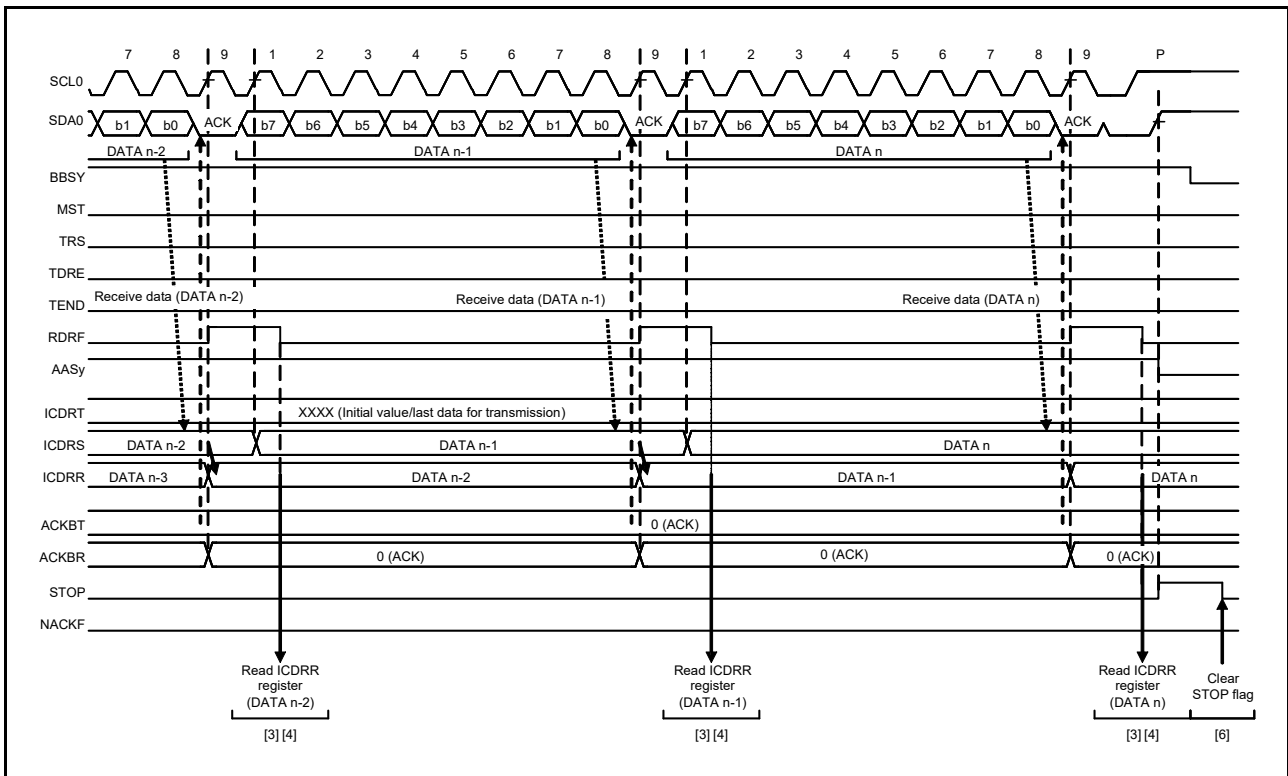 7 8 9 1 2 3 4 5 6 7 8 9 1 2 3 4 5 6 7 8 9 P
SCL0
SDA0 b1 b0 ACK b7 b6 b5 b4 b3 b2 b1 b0 ACK b7 b6 b5 b4 b3 b2 b1 b0 ACK
DATA n-2 DATA n-1 DATA n
BBSY
MST
TRS
TDRE
Receive data (DATA n-2) Receive data (DATA n-1) Receive data (DATA n)
TEND
RDRF
AASy
ICDRT XXXX (Initial value/last data for transmission)
ICDRS DATA n-2 DATA n-1 DATA n
ICDRR DATA n-3 DATA n-2 DATA n-1 DATA n
ACKBT 0 (ACK)
ACKBR 0 (ACK) 0 (ACK) 0 (ACK)
STOP
NACKF
Read ICDRR
register
(DATA n-2)
[3] [4]
Read ICDRR
register
(DATA n-1)
[3] [4]
Read ICDRR
register
(DATA n)
[3] [4]
Clear
STOP flag
[6]